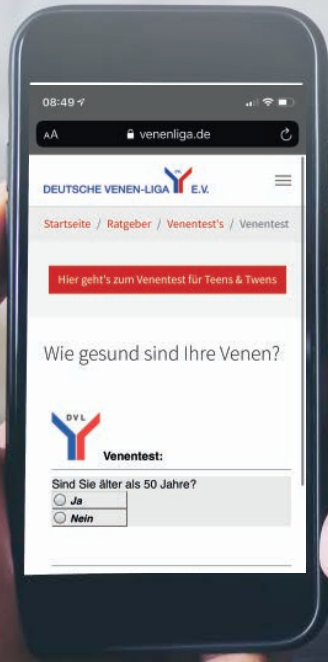 08:49
AA venenliga.de
DEUTSCHE VENEN-LIGA E.V.
Startseite / Ratgeber / Venentest's / Venentest
Hier geht's zum Venentest für Teens & Twens
Wie gesund sind Ihre Venen?
DVL
Venentest:
Sind Sie älter als 50 Jahre?
Ja
Nein